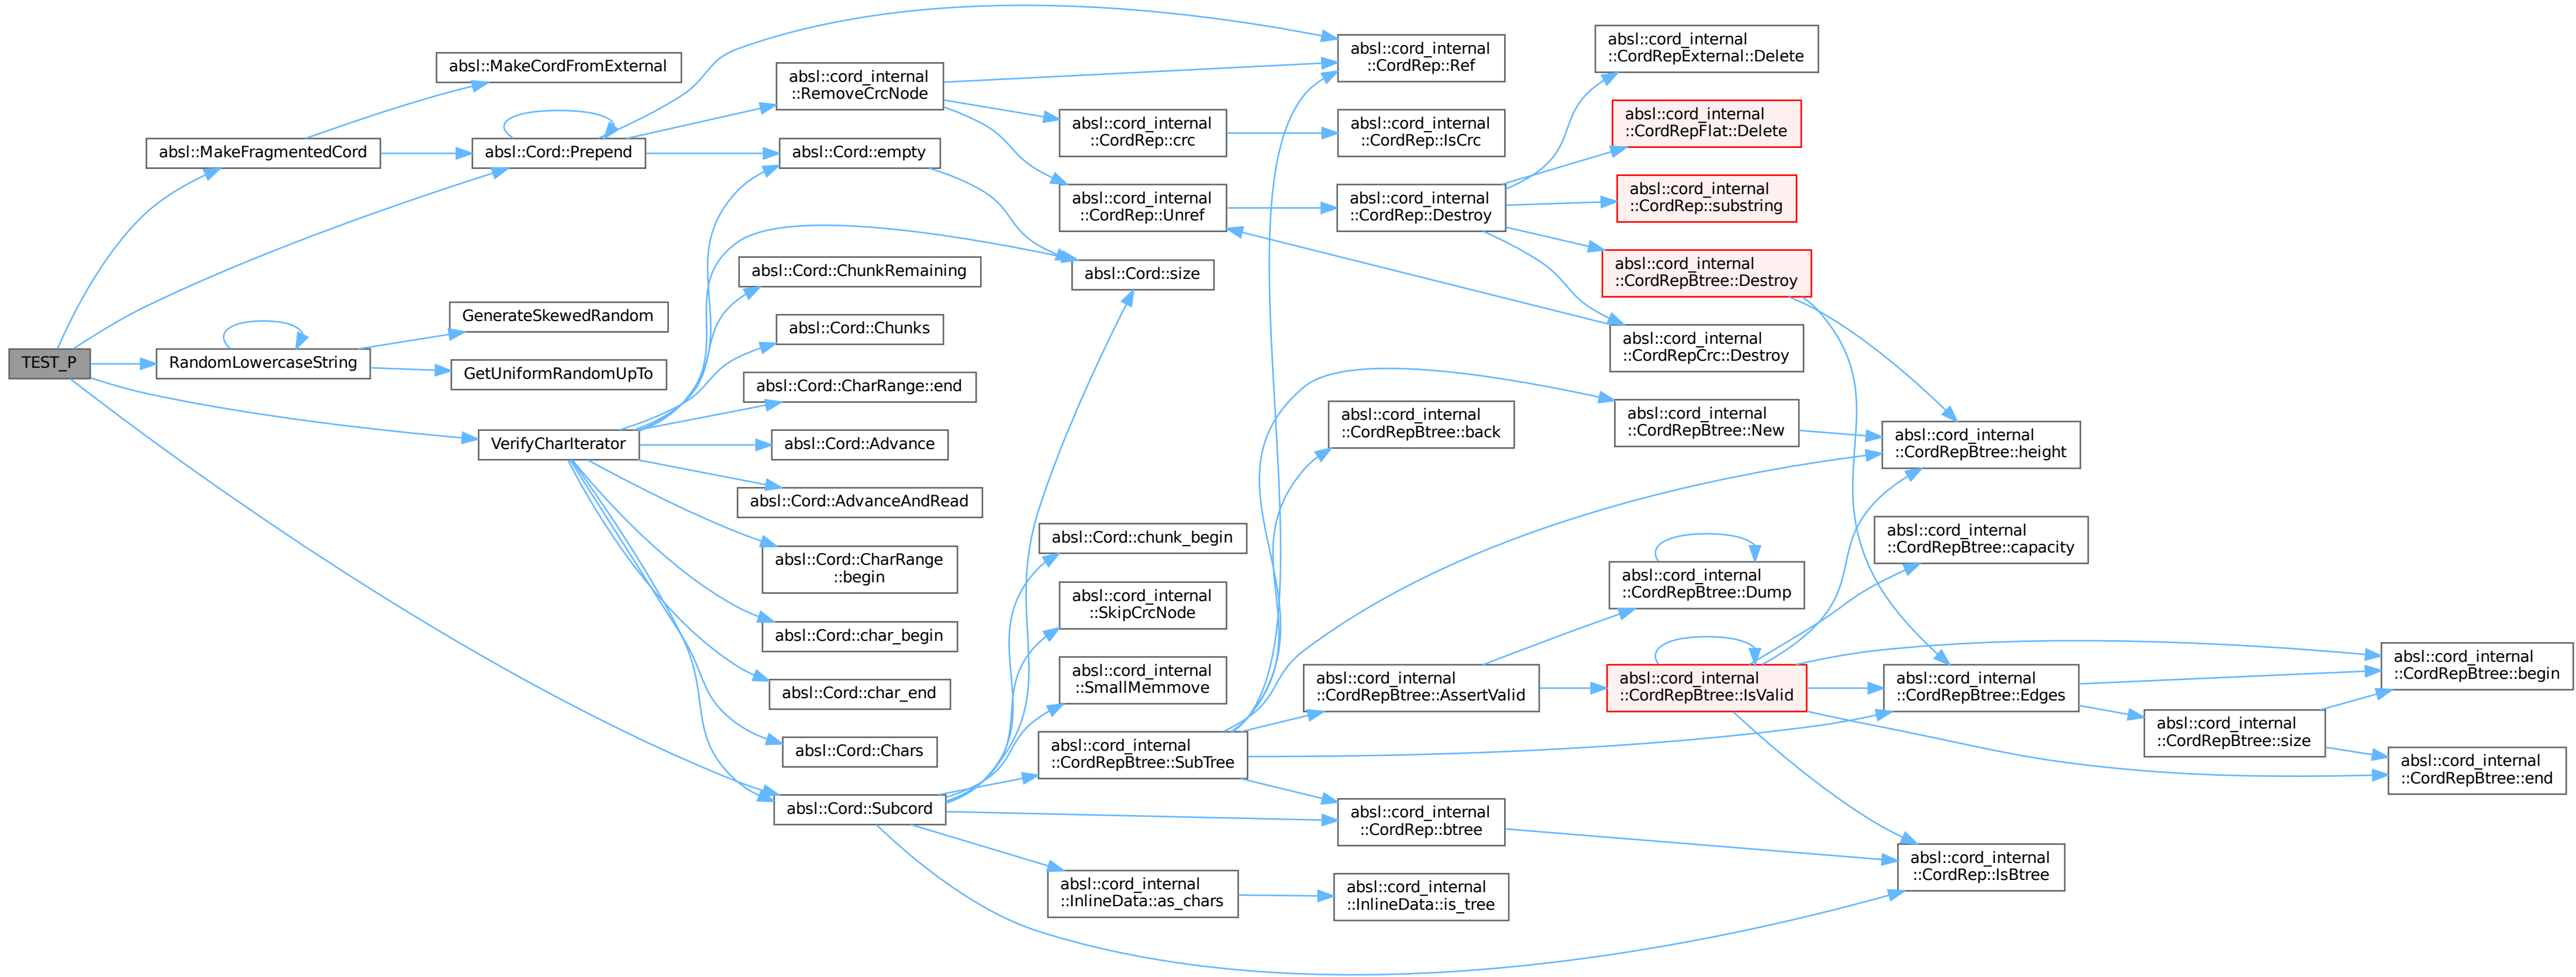 TEST_P
absl::MakeFragmentedCord
RandomLowercaseString
absl::MakeCordFromExternal
absl::Cord::Prepend
GenerateSkewedRandom
GetUniformRandomUpTo
VerifyCharIterator
absl::cord_internal
::RemoveCrcNode
absl::Cord::empty
absl::Cord::ChunkRemaining
absl::Cord::Chunks
absl::Cord::CharRange::end
absl::Cord::Advance
absl::Cord::AdvanceAndRead
absl::Cord::CharRange
::begin
absl::Cord::char_begin
absl::Cord::char_end
absl::Cord::Chars
absl::Cord::Subcord
absl::cord_internal
::CordRep::crc
absl::cord_internal
::CordRep::Unref
absl::Cord::size
absl::Cord::chunk_begin
absl::cord_internal
::SkipCrcNode
absl::cord_internal
::SmallMemmove
absl::cord_internal
::CordRepBtree::SubTree
absl::cord_internal
::InlineData::as_chars
absl::cord_internal
::CordRep::Ref
absl::cord_internal
::CordRep::IsCrc
absl::cord_internal
::CordRep::Destroy
absl::cord_internal
::CordRepBtree::back
absl::cord_internal
::CordRepBtree::AssertValid
absl::cord_internal
::CordRep::btree
absl::cord_internal
::InlineData::is_tree
absl::cord_internal
::CordRepExternal::Delete
absl::cord_internal
::CordRepFlat::Delete
absl::cord_internal
::CordRep::substring
absl::cord_internal
::CordRepBtree::Destroy
absl::cord_internal
::CordRepCrc::Destroy
absl::cord_internal
::CordRepBtree::New
absl::cord_internal
::CordRepBtree::Dump
absl::cord_internal
::CordRepBtree::IsValid
absl::cord_internal
::CordRepBtree::height
absl::cord_internal
::CordRepBtree::capacity
absl::cord_internal
::CordRepBtree::Edges
absl::cord_internal
::CordRep::IsBtree
absl::cord_internal
::CordRepBtree::size
absl::cord_internal
::CordRepBtree::begin
absl::cord_internal
::CordRepBtree::end